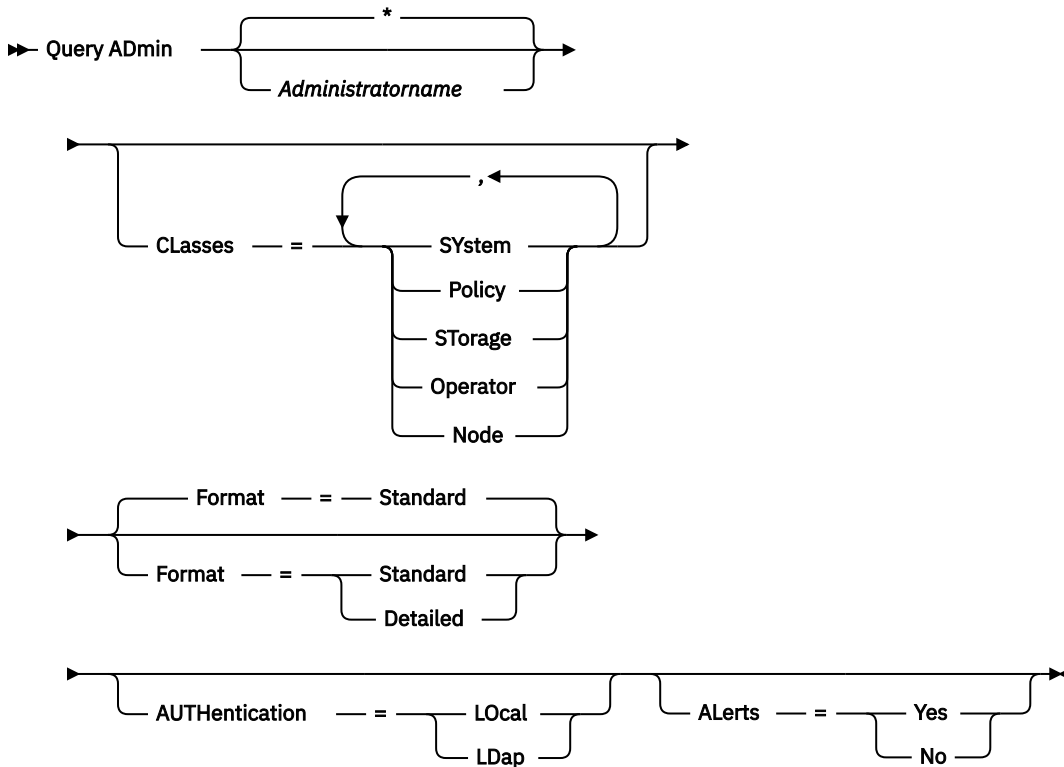 *
Query ADmin
Administratorname
,
CLasses = SYstem
Policy
STorage
Operator
Node
Format = Standard
Format = Standard
Detailed
AUTHentication = LOcal ALerts = Yes
LDap No